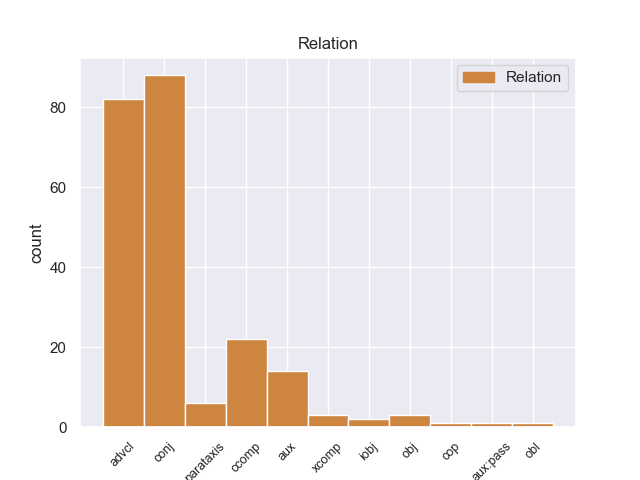 Relation
Relation
count
80
60
40
20
0
advcl
conj
parataxis
ccomp
aux
xcomp
iobj
obj
cop
aux:pass
obl